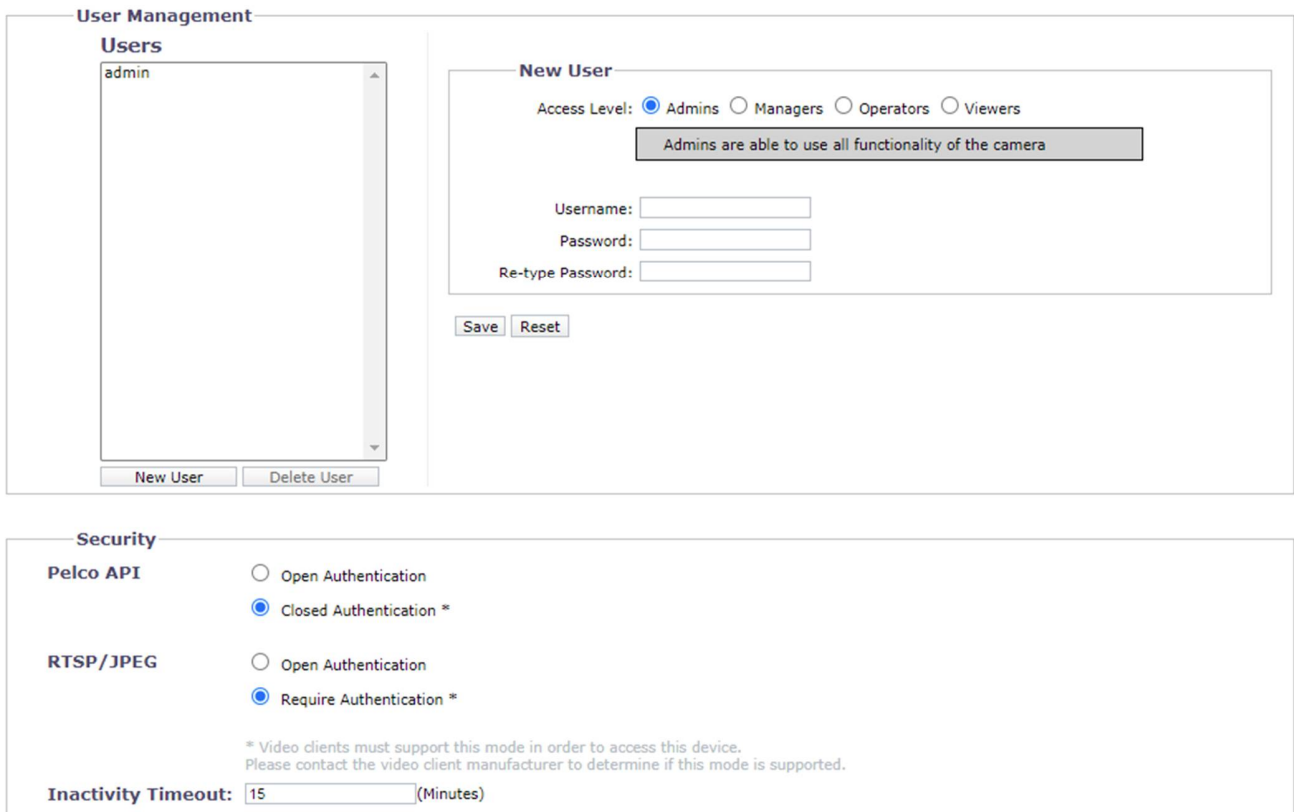 User Management
Users
admin
New User
Delete User
New User
Access Level: Admins Managers Operators Viewers
Admins are able to use all functionality of the camera
Username:
Password:
Re-type Password:
Save Reset
Security
Pelco API
Open Authentication
Closed Authentication *
RTSP/JPEG
Open Authentication
Require Authentication *
* Video clients must support this mode in order to access this device.
Please contact the video client manufacturer to determine if this mode is supported.
Inactivity Timeout: 15 (Minutes)